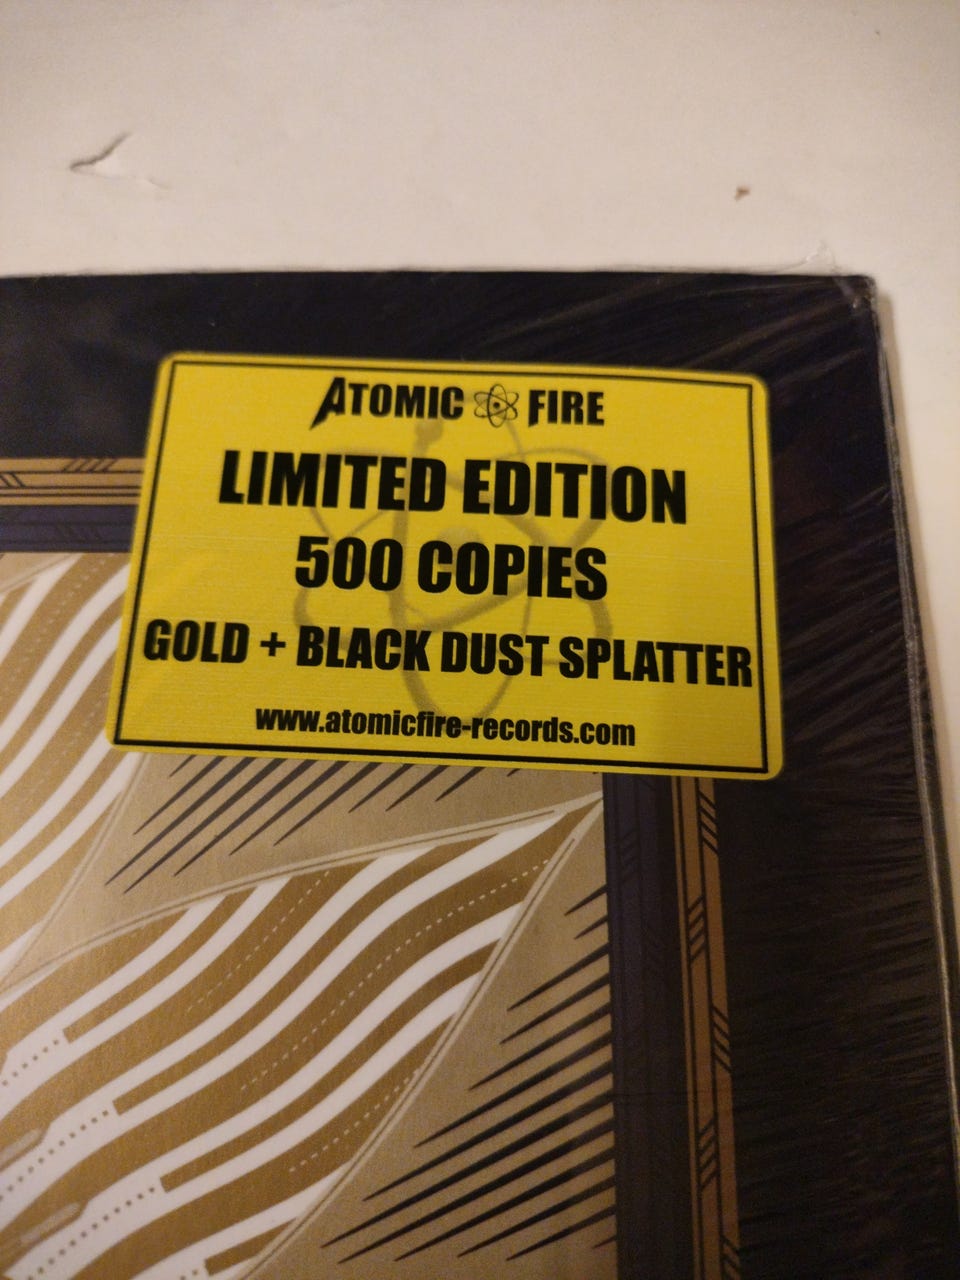 ATOMIC FIRE
LIMITED EDITION
500 COPIES
GOLD + BLACK DUST SPLATTER
www.atomicfire-records.com